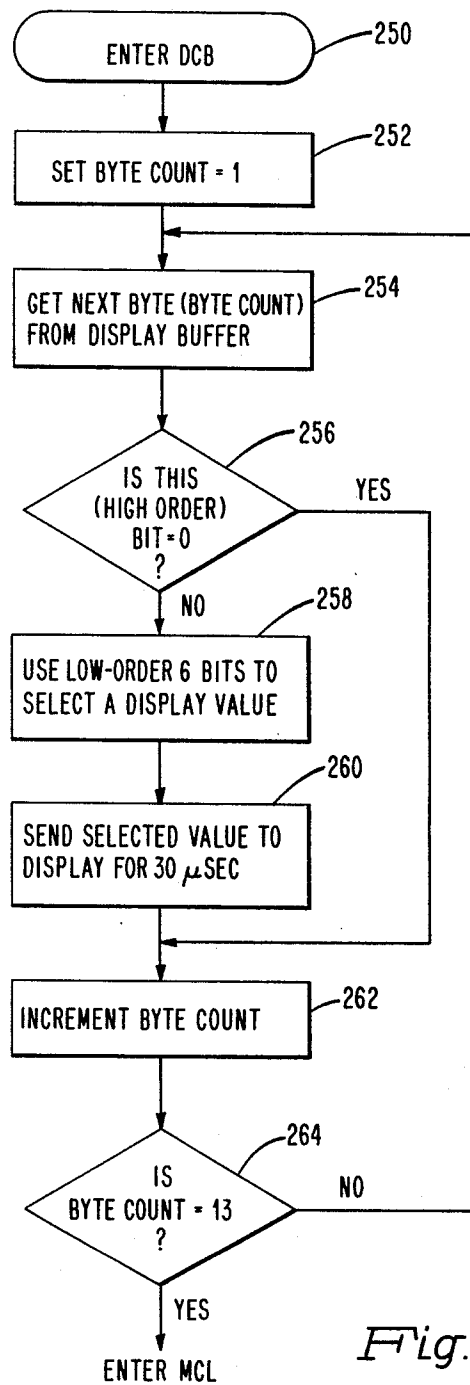 ENTER DCB
250
252
SET BYTE COUNT = 1
254
GET NEXT BYTE (BYTE COUNT)
FROM DISPLAY BUFFER
256
IS THIS
(HIGH ORDER)
BIT=0
?
YES
NO
258
USE LOW-ORDER 6 BITS TO
SELECT A DISPLAY VALUE
260
SEND SELECTED VALUE TO
DISPLAY FOR 30 μSEC
262
INCREMENT BYTE COUNT
264
IS
BYTE COUNT = 13
?
NO
YES
ENTER MCL
Fig.